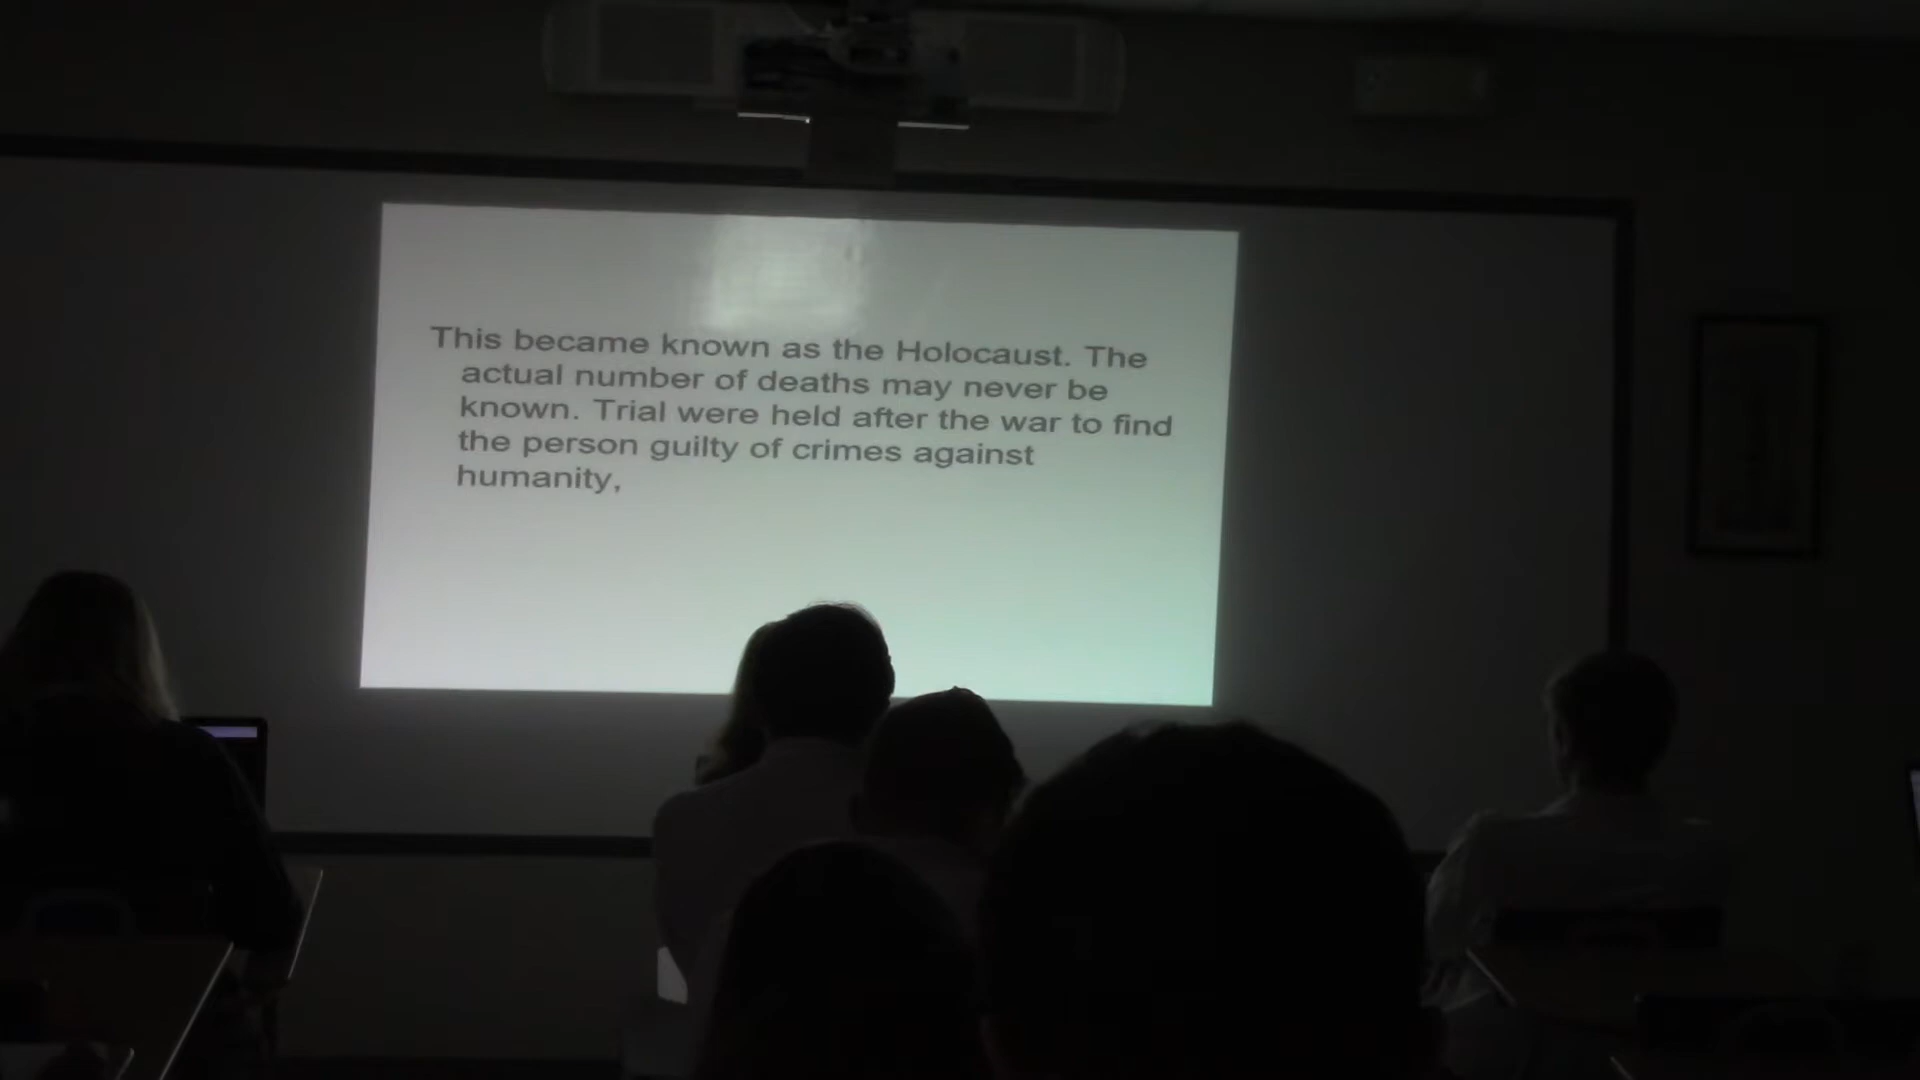 This became known as the Holocaust. The
actual number of deaths may never be
known. Trial were held after the war to find
the person guilty of crimes against
humanity,